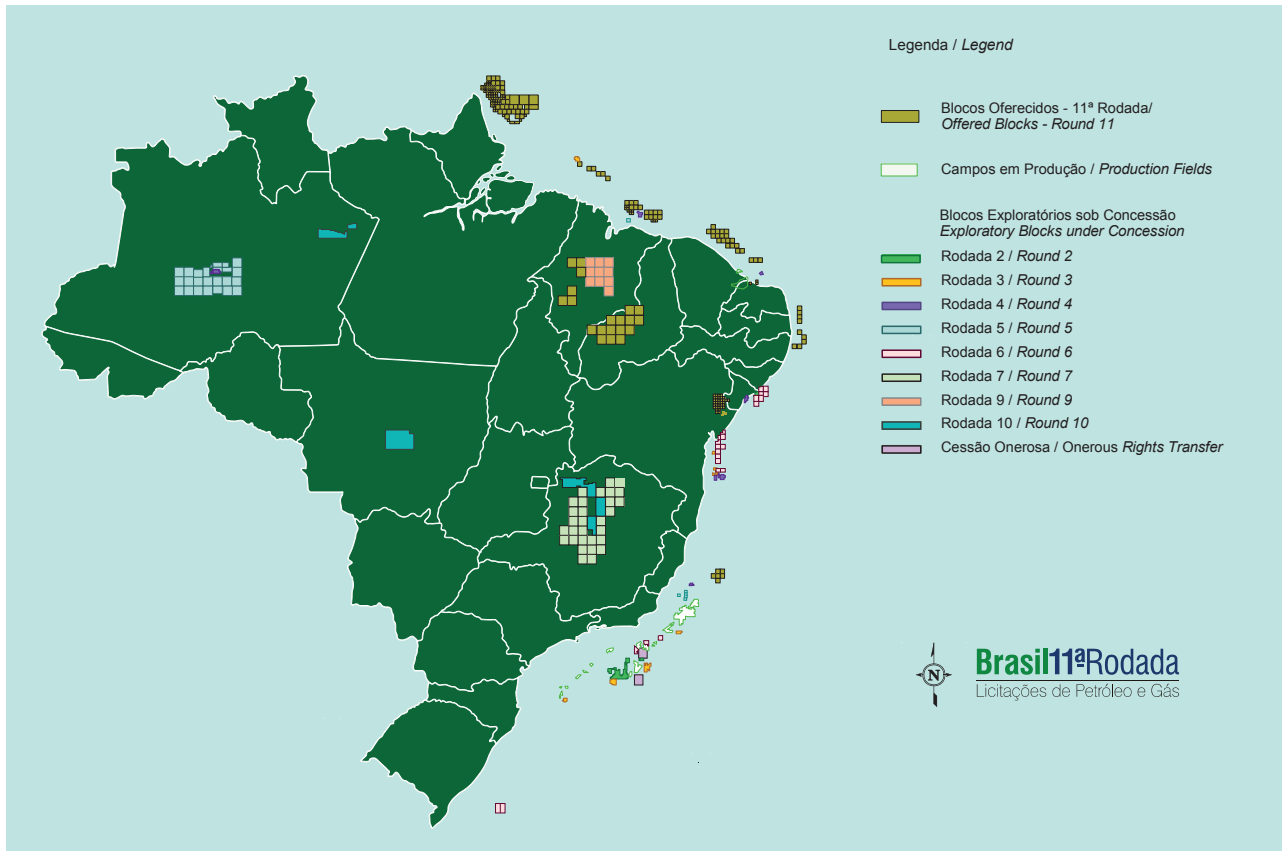 Legenda / Legend
Blocos Oferecidos - 11ª Rodada/
Offered Blocks - Round 11
Campos em Produção / Production Fields
Blocos Exploratórios sob Concessão
Exploratory Blocks under Concession
Rodada 2 / Round 2
Rodada 3 / Round 3
Rodada 4 / Round 4
Rodada 5 / Round 5
Rodada 6 / Round 6
Rodada 7 / Round 7
Rodada 9 / Round 9
Rodada 10 / Round 10
Cessão Onerosa / Onerous Rights Transfer
N
Brasil11ªRodada
Licitações de Petróleo e Gás